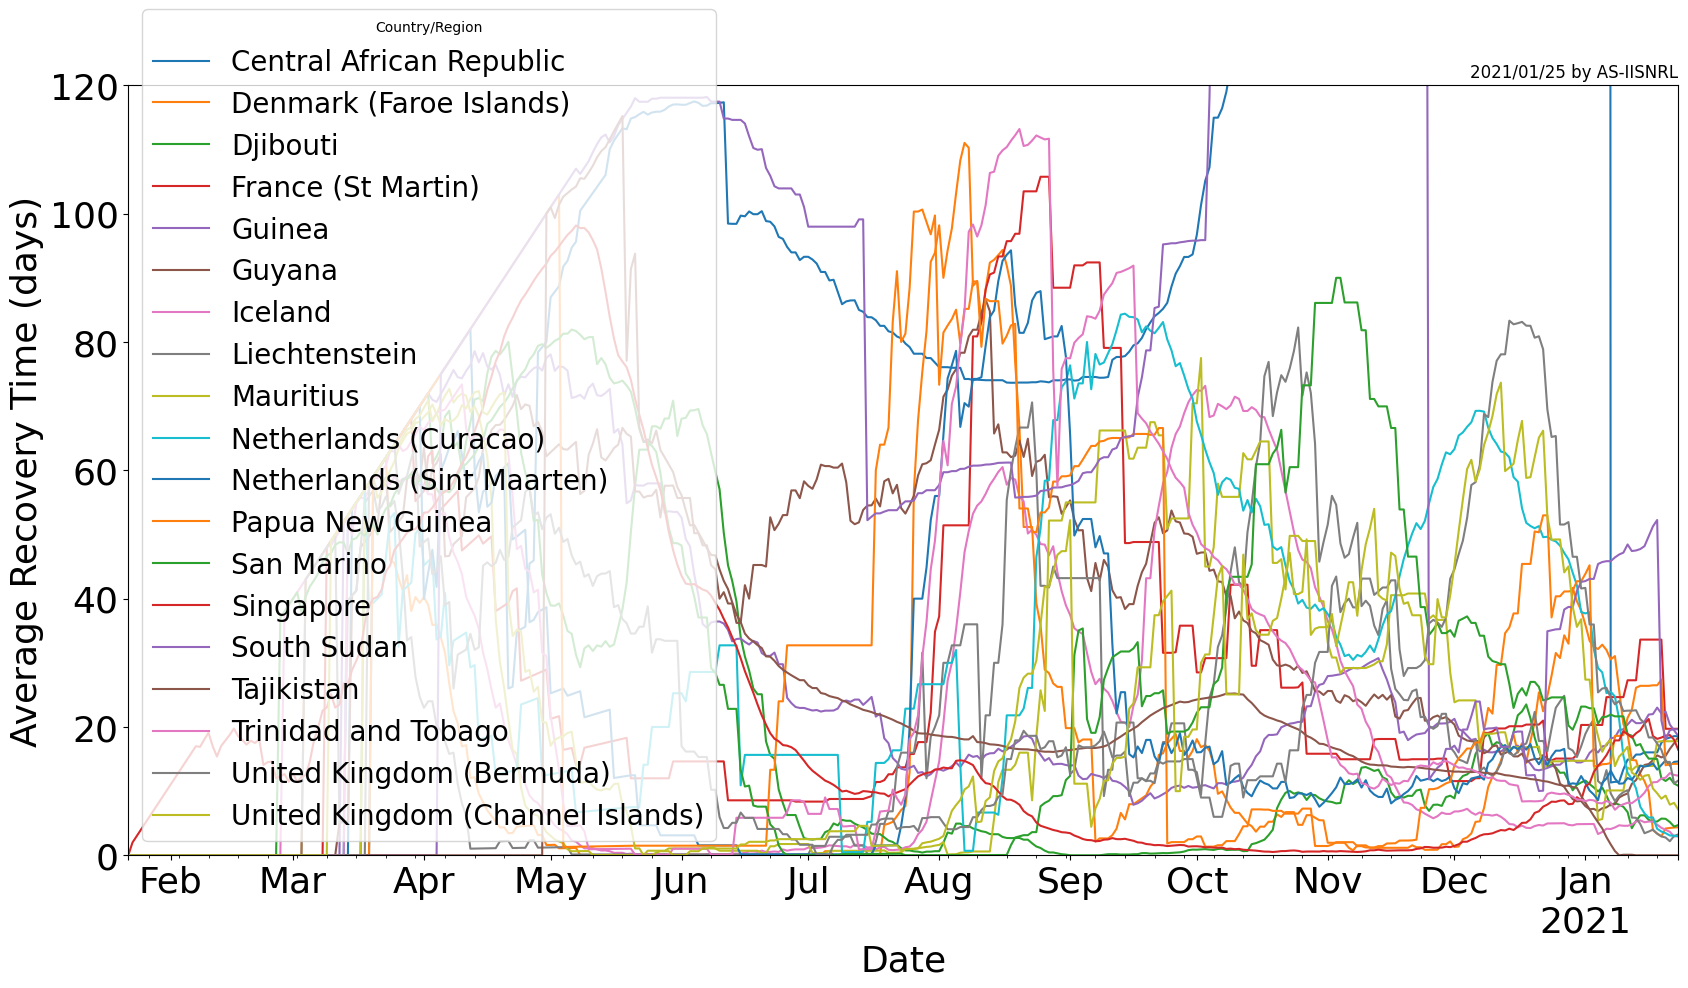 Country/Region
Central African Republic
Denmark (Faroe Islands)
Djibouti
France (St Martin)
Guinea
Guyana
Iceland
Liechtenstein
Mauritius
Netherlands (Curacao)
Netherlands (Sint Maarten)
Papua New Guinea
San Marino
Singapore
South Sudan
Tajikistan
Trinidad and Tobago
United Kingdom (Bermuda)
United Kingdom (Channel Islands)
2021/01/25 by AS-IISNRL
Average Recovery Time (days)
120
100
80
60
40
20
0
Feb Mar Apr May Jun Jul Aug Sep Oct Nov Dec Jan
2021
Date